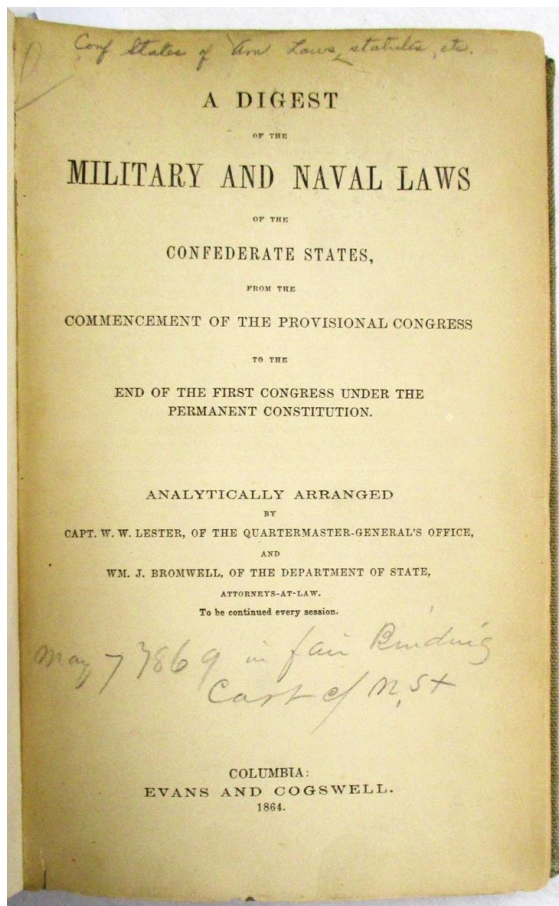 Conf States of Am Laws, statutes, etc.
A DIGEST
OF THE
MILITARY AND NAVAL LAWS
OF THE
CONFEDERATE STATES,
FROM THE
COMMENCEMENT OF THE PROVISIONAL CONGRESS
TO THE
END OF THE FIRST CONGRESS UNDER THE
PERMANENT CONSTITUTION.
ANALYTICALLY ARRANGED
BY
CAPT. W. W. LESTER, OF THE QUARTERMASTER-GENERAL'S OFFICE,
AND
WM. J. BROMWELL, OF THE DEPARTMENT OF STATE,
ATTORNEYS-AT-LAW.
To be continued every session.
May 7 in fair Binding
COLUMBIA:
EVANS AND COGSWELL.
1864.